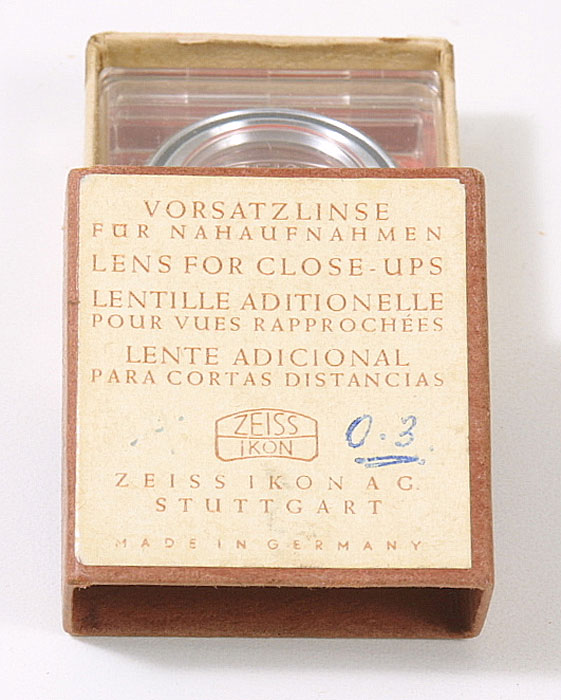 VORSATZLINSE
FÜR NAHAUFNAHMEN
LENS FOR CLOSE-UPS
LENTILLE ADITIONELLE
POUR VUES RAPPROCHÉES
LENTE ADICIONAL
PARA CORTAS DISTANCIAS
ZEISS
IKON
0.3
ZEISS IKON AG.
STUTTGART
MADE IN GERMANY